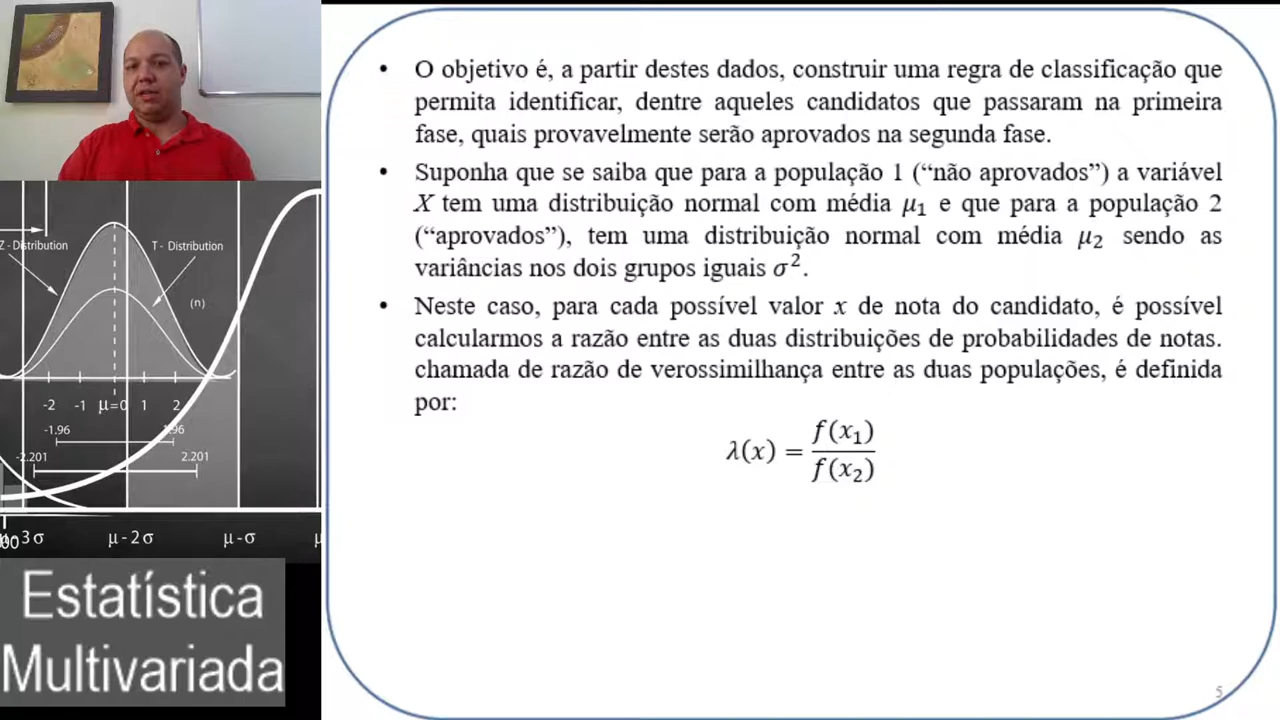 • O objetivo é, a partir destes dados, construir uma regra de classificação que
permita identificar, dentre aqueles candidatos que passaram na primeira
fase, quais provavelmente serão aprovados na segunda fase.
• Suponha que se saiba que para a população 1 (“não aprovados”) a variável
X tem uma distribuição normal com média μ₁ e que para a população 2
(“aprovados”), tem uma distribuição normal com média μ₂ sendo as
variâncias nos dois grupos iguais σ².
• Neste caso, para cada possível valor x de nota do candidato, é possível
calcularmos a razão entre as duas distribuições de probabilidades de notas.
chamada de razão de verossimilhança entre as duas populações, é definida
por:
λ(x) = f(x₁) / f(x₂)
5
Z - Distribution
T - Distribution
(n)
-2 -1 μ=0 1 2
-1.96
-2.201 2.201
μ-3σ μ-2σ μ-σ
Estatística
Multivariada